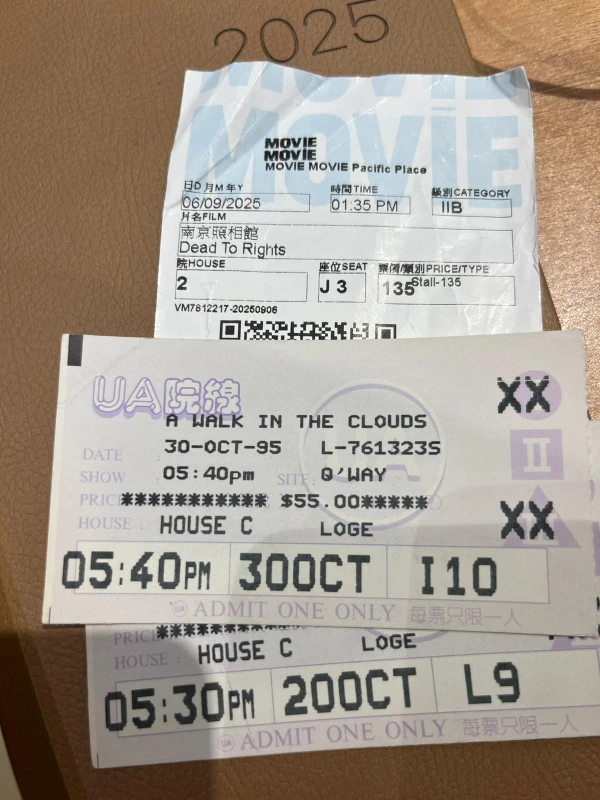 2025
MOVIE
MOVIE
MOVIE
MOVIE MOVIE Pacific Place
日D 月M 年Y 時間TIME 級別CATEGORY
06/09/2025 01:35 PM IIB
片名FILM
南京照相館
Dead To Rights
院HOUSE 座位SEAT 票價/類別PRICE/TYPE
2 J 3 135 Stall-135
VM7812217-20250906
UA院線 XX
A WALK IN THE CLOUDS
DATE : 30-OCT-95 L-761323S II
SHOW : 05:40pm SITE: Q'WAY
PRICE *********** $55.00*****
HOUSE : HOUSE C LOGE XX
05:40PM 30OCT I10
UA ADMIT ONE ONLY 每票只限一人
PRICE
HOUSE : HOUSE C LOGE
05:30PM 20OCT L9
UA ADMIT ONE ONLY 每票只限一人